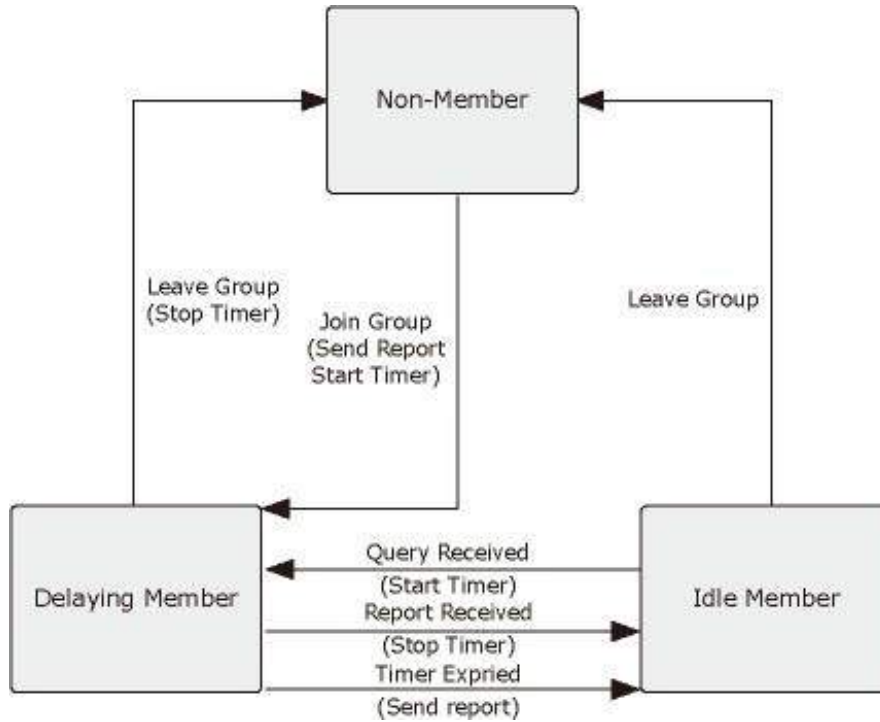 Non-Member
Leave Group
(Stop Timer)
Join Group
(Send Report
Start Timer)
Leave Group
Delaying Member
Query Received
(Start Timer)
Report Received
(Stop Timer)
Timer Expried
(Send report)
Idle Member